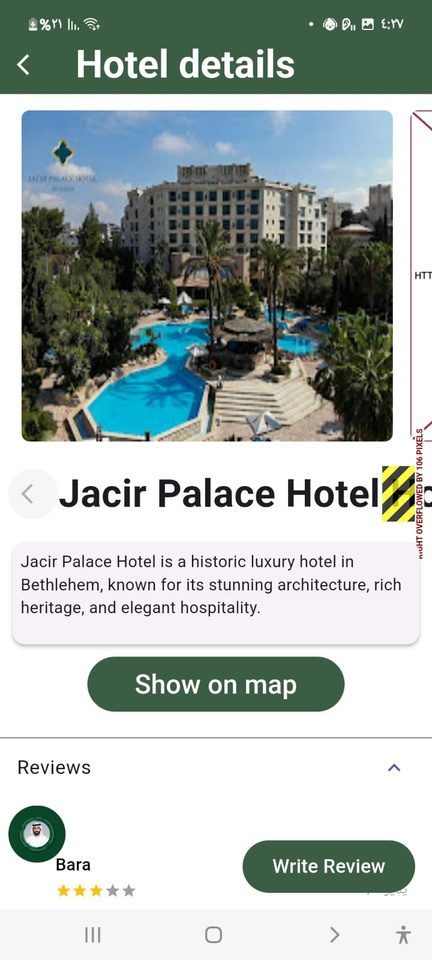 %٢١
٤:٢٧
Hotel details
JACIR PALACE HOTEL
HTT
Jacir Palace Hotel
RIGHT OVERFLOWED BY 106 PIXELS
Jacir Palace Hotel is a historic luxury hotel in
Bethlehem, known for its stunning architecture, rich
heritage, and elegant hospitality.
Show on map
Reviews
Bara
Write Review